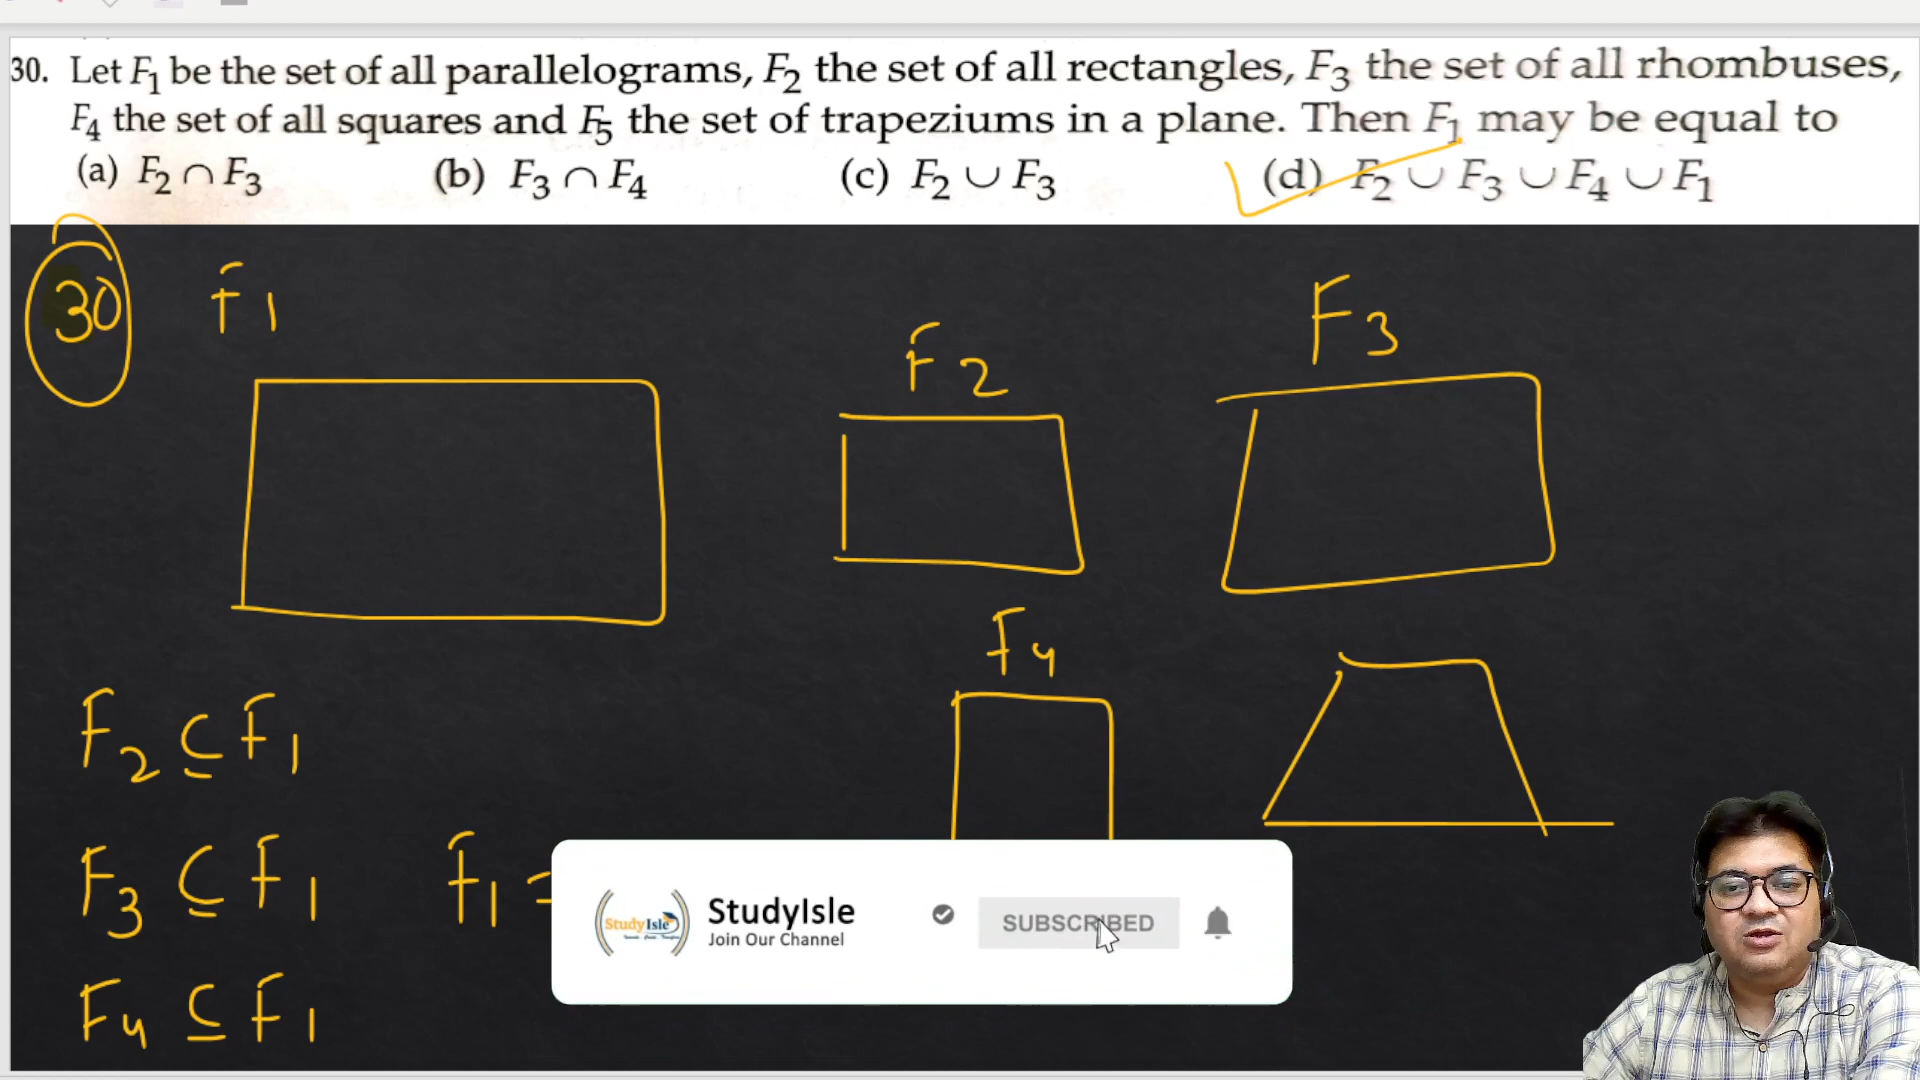 30. Let F₁ be the set of all parallelograms, F₂ the set of all rectangles, F₃ the set of all rhombuses,
F₄ the set of all squares and F₅ the set of trapeziums in a plane. Then F₁ may be equal to
(a) F₂ ∩ F₃ (b) F₃ ∩ F₄ (c) F₂ ∪ F₃ (d) F₂ ∪ F₃ ∪ F₄ ∪ F₁
30 F1 F2 F3
F4
F2 ⊆ F1
F3 ⊆ F1 F1 =
F4 ⊆ F1
StudyIsle
StudyIsle
Join Our Channel
SUBSCRIBED